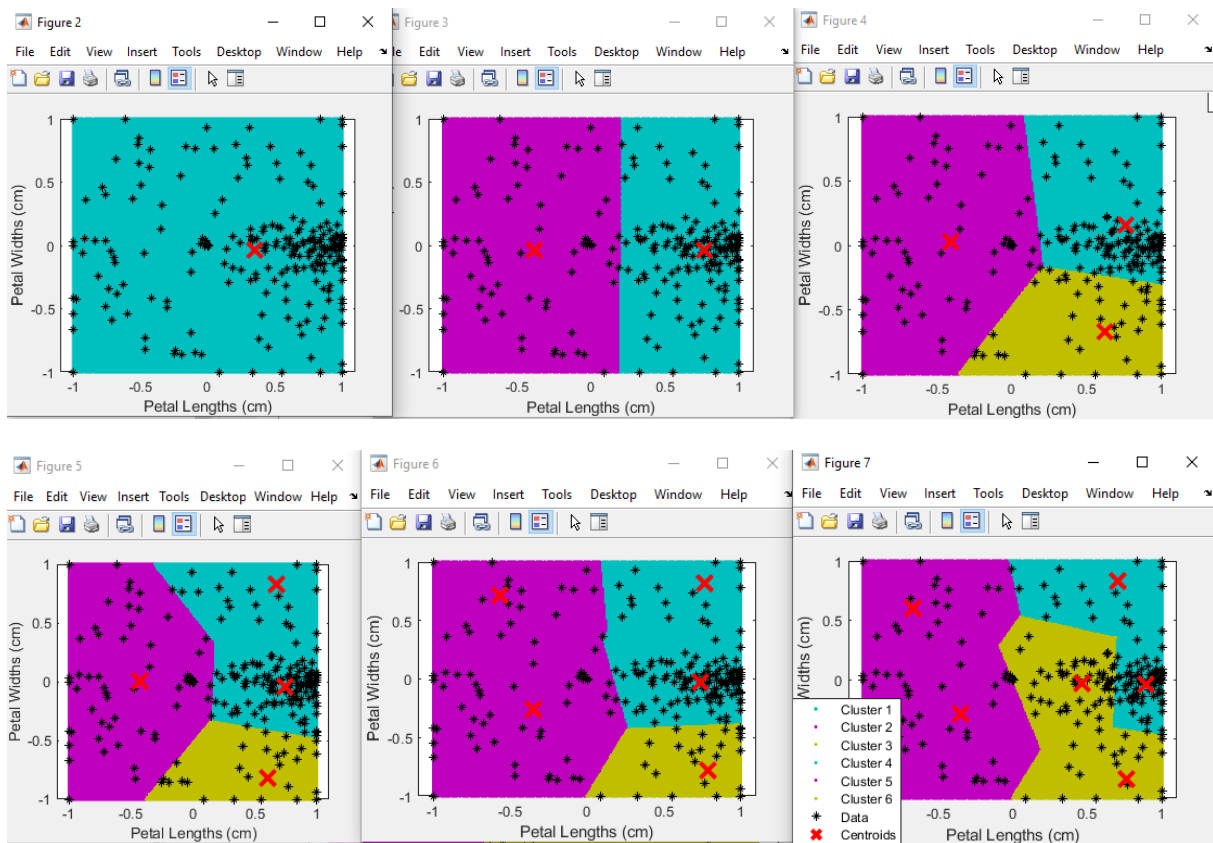 Figure 2
File Edit View Insert Tools Desktop Window Help
1
0.5
0
-0.5
-1
-1 -0.5 0 0.5 1
Petal Lengths (cm)
Petal Widths (cm)
Figure 3
Edit View Insert Tools Desktop Window Help
1
0.5
0
-0.5
-1
-1 -0.5 0 0.5 1
Petal Lengths (cm)
Petal Widths (cm)
Figure 4
File Edit View Insert Tools Desktop Window Help
1
0.5
0
-0.5
-1
-1 -0.5 0 0.5 1
Petal Lengths (cm)
Petal Widths (cm)
Figure 5
File Edit View Insert Tools Desktop Window Help
1
0.5
0
-0.5
-1
-1 -0.5 0 0.5 1
Petal Lengths (cm)
Petal Widths (cm)
Figure 6
File Edit View Insert Tools Desktop Window Help
1
0.5
0
-0.5
-1
-1 -0.5 0 0.5 1
Petal Lengths (cm)
Petal Widths (cm)
Figure 7
File Edit View Insert Tools Desktop Window Help
1
0.5
0
0 0.5 1
Petal Lengths (cm)
Widths (cm)
Cluster 1
Cluster 2
Cluster 3
Cluster 4
Cluster 5
Cluster 6
Data
Centroids